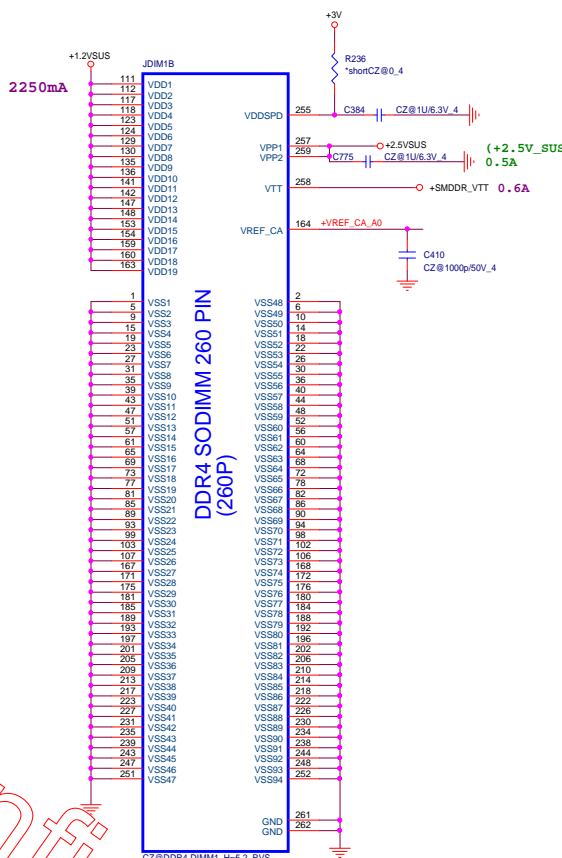 +3V
+1.2VSUS
JDIM1B
R236
*shortCZ@0_4
2250mA
111 VDD1
112 VDD2
117 VDD3
118 VDD4
123 VDD5
124 VDD6
129 VDD7
130 VDD8
135 VDD9
136 VDD10
141 VDD11
142 VDD12
147 VDD13
148 VDD14
153 VDD15
154 VDD16
159 VDD17
160 VDD18
163 VDD19
VDDSPD 255 C384 CZ@1U/6.3V_4
VPP1 257 +2.5VSUS (+2.5V_SUS
VPP2 259 C775 CZ@1U/6.3V_4 0.5A
VTT 258 +SMDDR_VTT 0.6A
VREF_CA 164 +VREF_CA_A0
C410
CZ@1000p/50V_4
DDR4 SODIMM 260 PIN
(260P)
1 VSS1 VSS48 2
5 VSS2 VSS49 6
9 VSS3 VSS50 10
15 VSS4 VSS51 14
19 VSS5 VSS52 18
23 VSS6 VSS53 22
27 VSS7 VSS54 26
31 VSS8 VSS55 30
35 VSS9 VSS56 36
39 VSS10 VSS57 40
43 VSS11 VSS58 44
47 VSS12 VSS59 48
51 VSS13 VSS60 52
57 VSS14 VSS61 56
61 VSS15 VSS62 60
65 VSS16 VSS63 64
69 VSS17 VSS64 68
73 VSS18 VSS65 72
77 VSS19 VSS66 78
81 VSS20 VSS67 82
85 VSS21 VSS68 86
89 VSS22 VSS69 90
93 VSS23 VSS70 94
99 VSS24 VSS71 98
103 VSS25 VSS72 102
107 VSS26 VSS73 106
167 VSS27 VSS74 168
171 VSS28 VSS75 172
175 VSS29 VSS76 176
181 VSS30 VSS77 180
185 VSS31 VSS78 184
189 VSS32 VSS79 188
193 VSS33 VSS80 192
197 VSS34 VSS81 196
201 VSS35 VSS82 202
205 VSS36 VSS83 206
209 VSS37 VSS84 210
213 VSS38 VSS85 214
217 VSS39 VSS86 218
223 VSS40 VSS87 222
227 VSS41 VSS88 226
231 VSS42 VSS89 230
235 VSS43 VSS90 234
239 VSS44 VSS91 238
243 VSS45 VSS92 244
247 VSS46 VSS93 248
251 VSS47 VSS94 252
GND 261
GND 262
CZ@DDR4 DIMM1_H=5.2_RVS